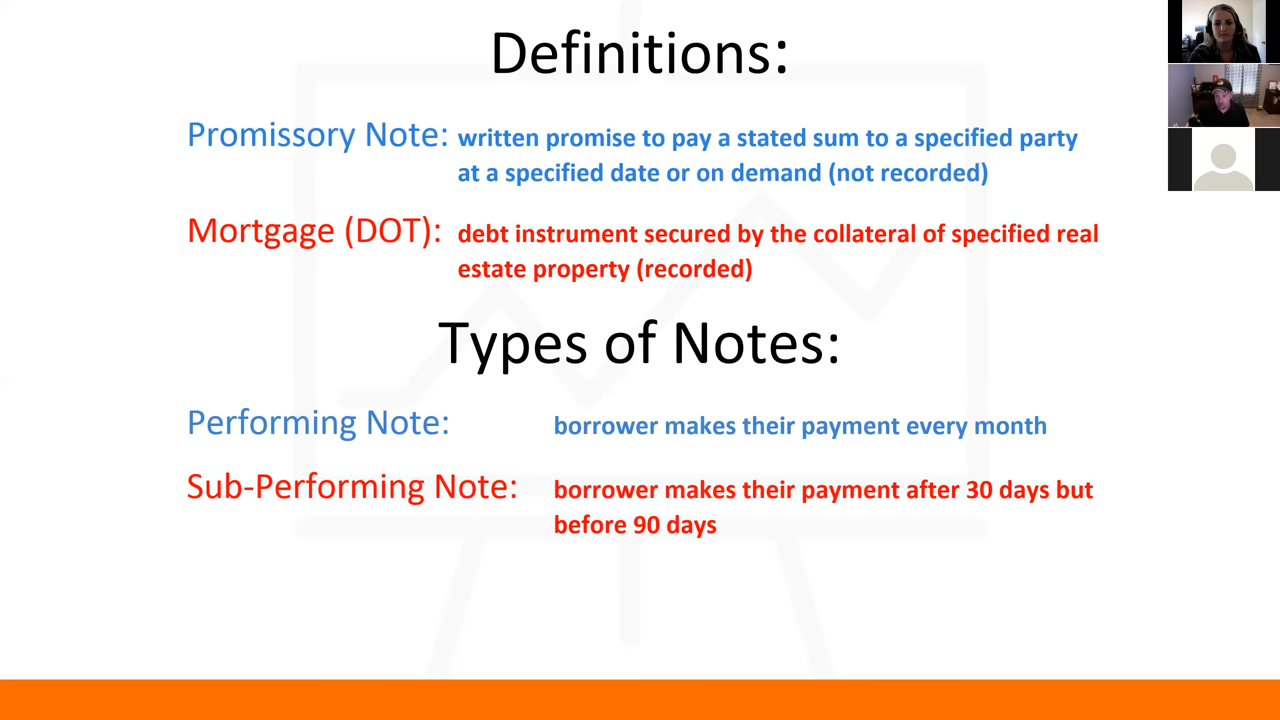 Definitions:
Promissory Note: written promise to pay a stated sum to a specified party
at a specified date or on demand (not recorded)
Mortgage (DOT): debt instrument secured by the collateral of specified real
estate property (recorded)
Types of Notes:
Performing Note: borrower makes their payment every month
Sub-Performing Note: borrower makes their payment after 30 days but
before 90 days